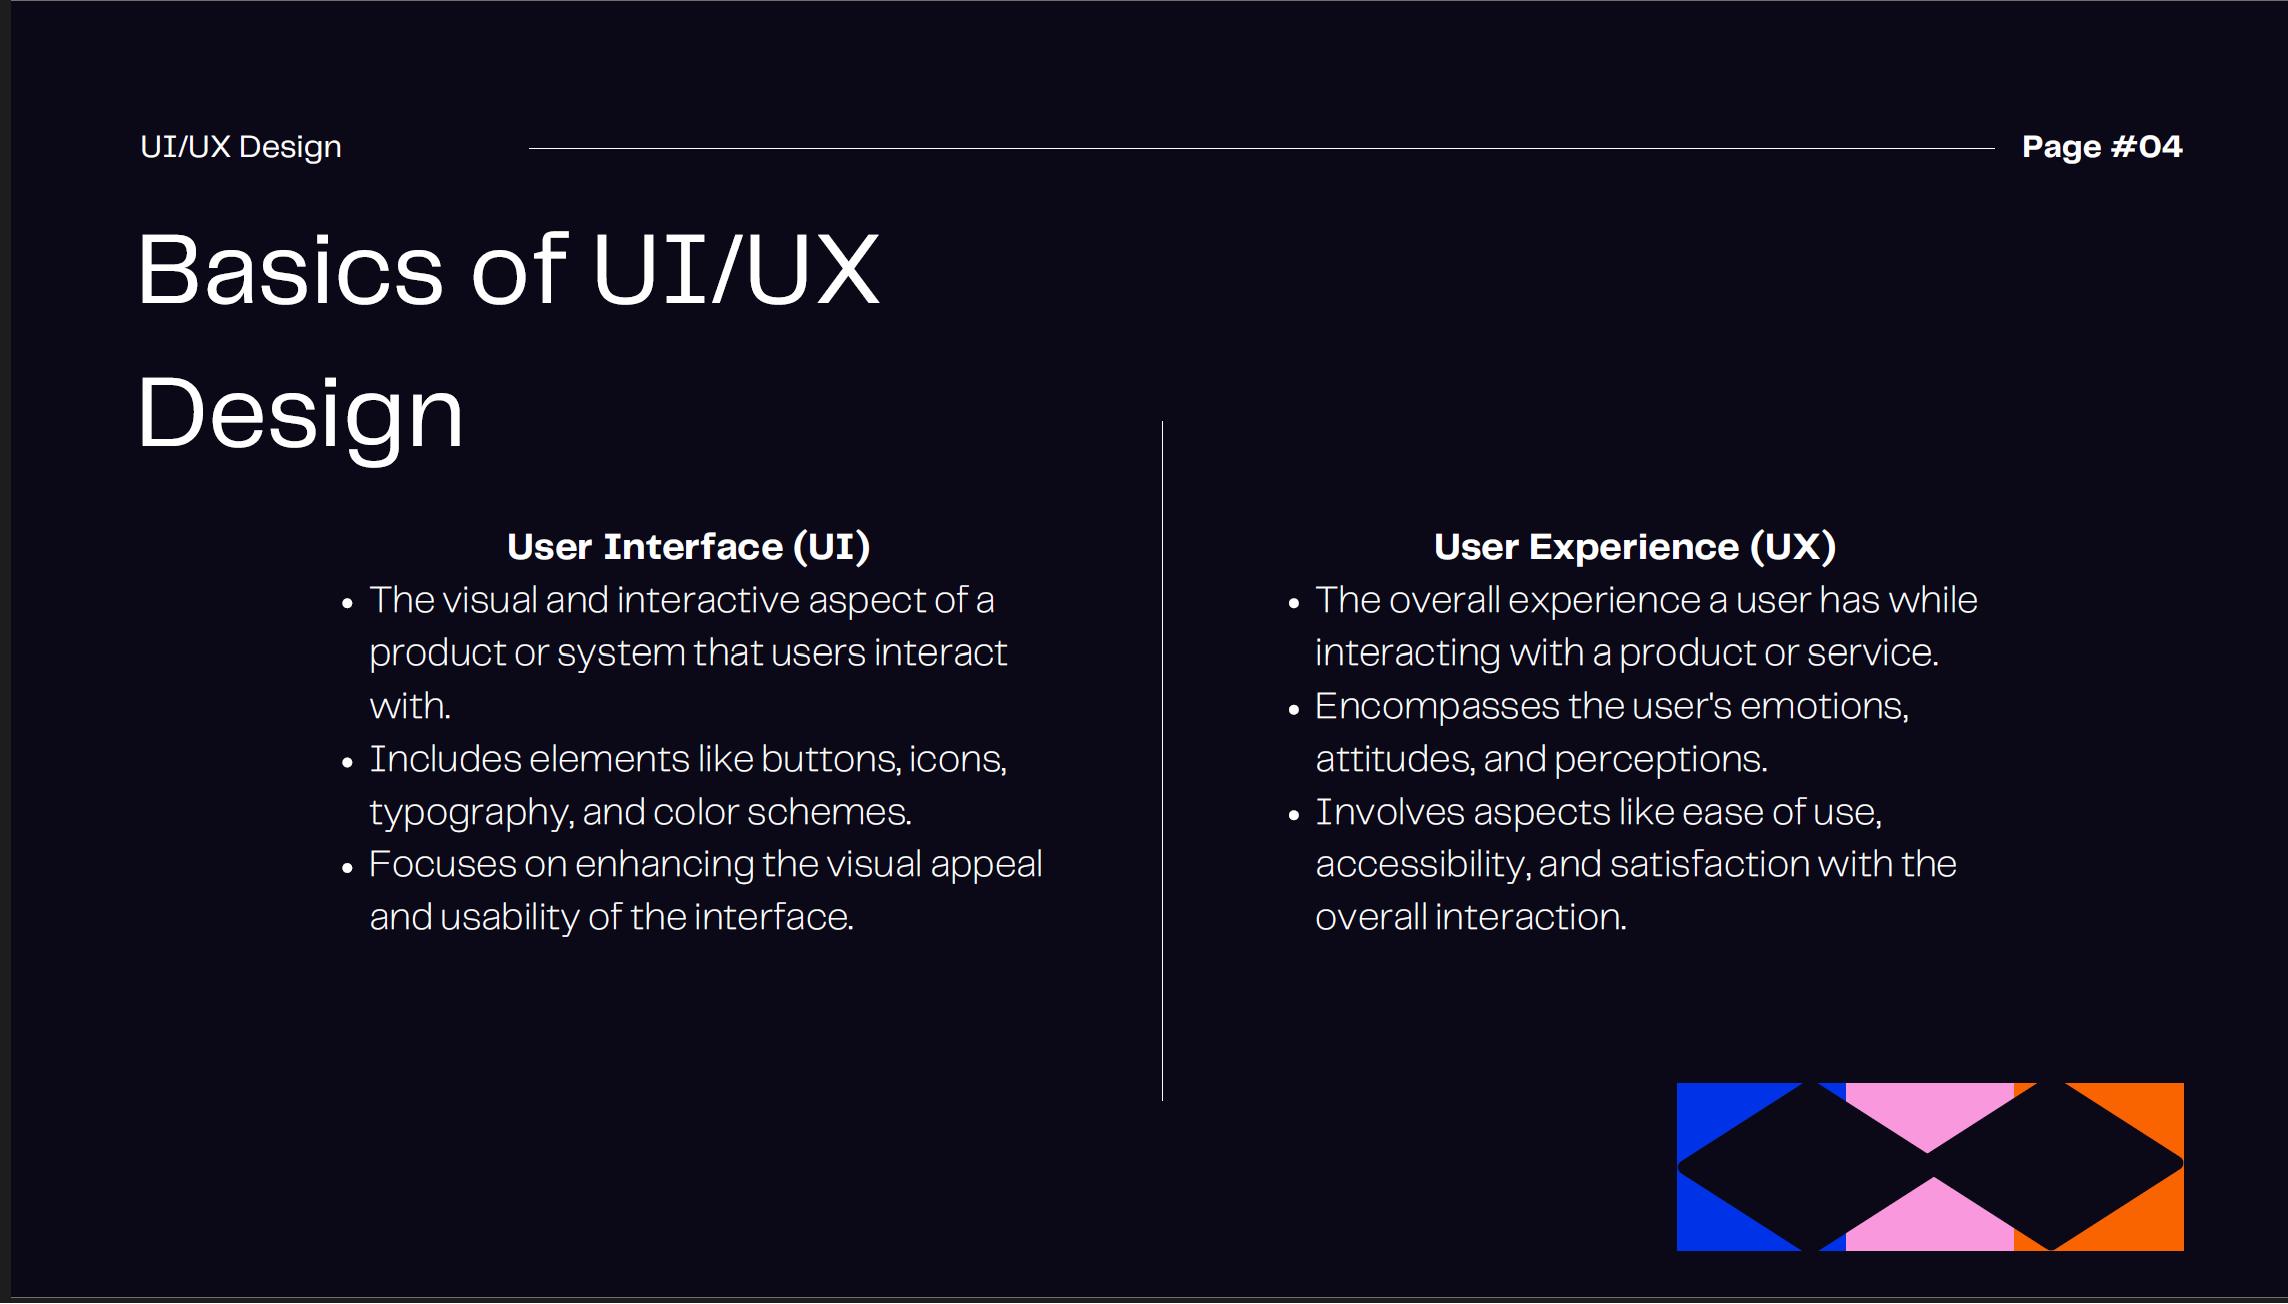 UI/UX Design
Page #04
Basics of UI/UX
Design
User Interface (UI)
• The visual and interactive aspect of a
product or system that users interact
with.
• Includes elements like buttons, icons,
typography, and color schemes.
• Focuses on enhancing the visual appeal
and usability of the interface.
User Experience (UX)
• The overall experience a user has while
interacting with a product or service.
• Encompasses the user's emotions,
attitudes, and perceptions.
• Involves aspects like ease of use,
accessibility, and satisfaction with the
overall interaction.